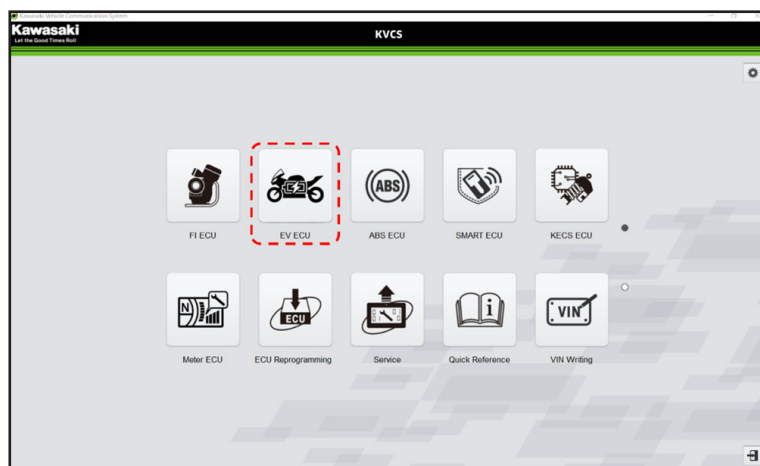 Kawasaki Vehicle Communication System
Kawasaki
Let the Good Times Roll
KVCS
ABS
FI ECU
EV ECU
ABS ECU
SMART ECU
KECS ECU
N
ECU
i
VIN
Meter ECU
ECU Reprogramming
Service
Quick Reference
VIN Writing